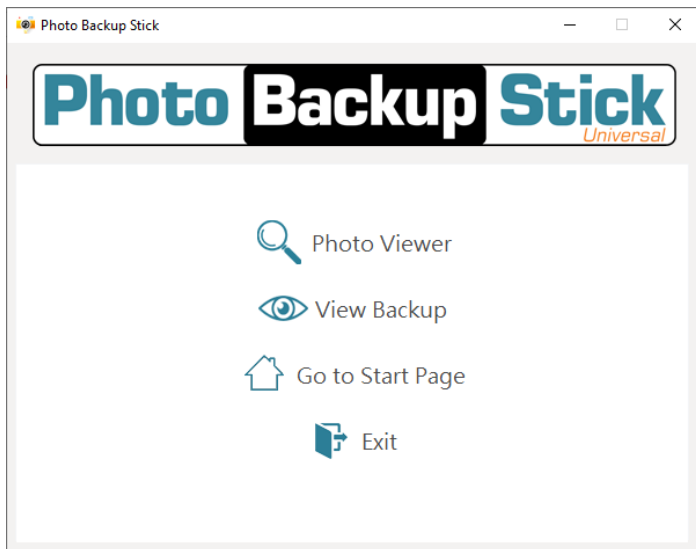 Photo Backup Stick
Photo Backup Stick
Universal
Photo Viewer
View Backup
Go to Start Page
Exit